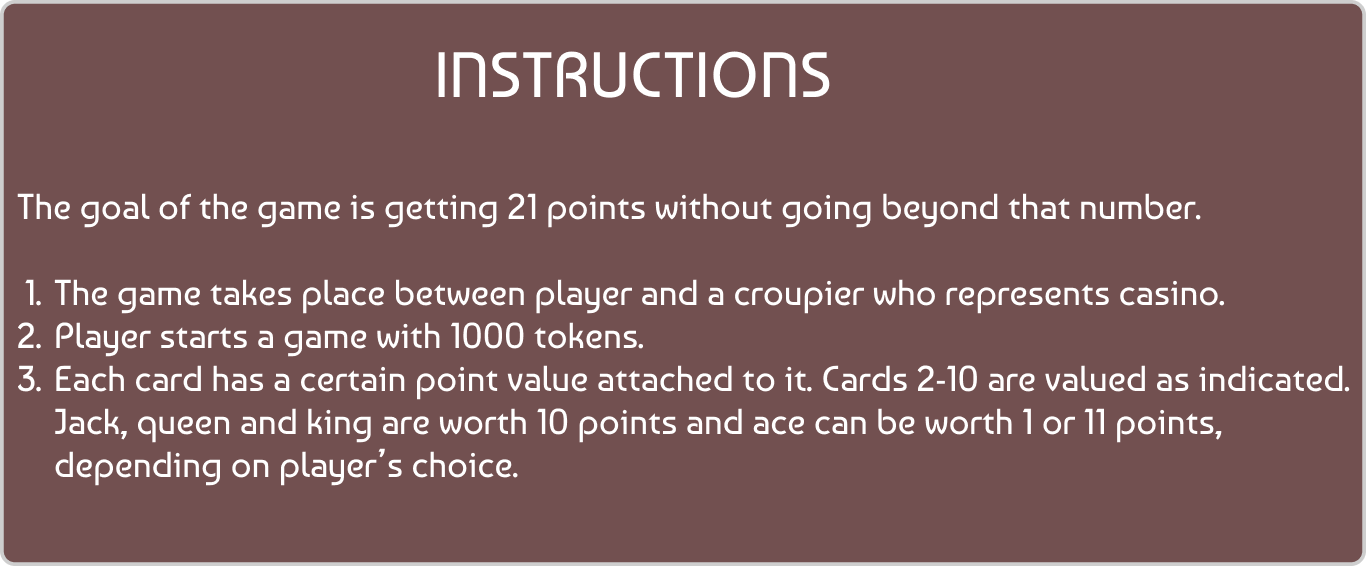 INSTRUCTIONS
The goal of the game is getting 21 points without going beyond that number.
1. The game takes place between player and a croupier who represents casino.
2. Player starts a game with 1000 tokens.
3. Each card has a certain point value attached to it. Cards 2-10 are valued as indicated.
Jack, queen and king are worth 10 points and ace can be worth 1 or 11 points,
depending on player's choice.